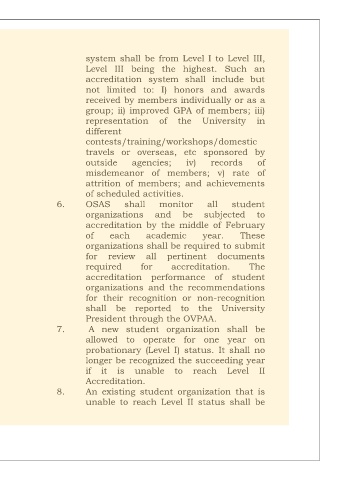 system shall be from Level I to Level III,
Level III being the highest. Such an
accreditation system shall include but
not limited to: I) honors and awards
received by members individually or as a
group; ii) improved GPA of members; iii)
representation of the University in
different
contests/training/workshops/domestic
travels or overseas, etc sponsored by
outside agencies; iv) records of
misdemeanor of members; v) rate of
attrition of members; and achievements
of scheduled activities.
6. OSAS shall monitor all student
organizations and be subjected to
accreditation by the middle of February
of each academic year. These
organizations shall be required to submit
for review all pertinent documents
required for accreditation. The
accreditation performance of student
organizations and the recommendations
for their recognition or non-recognition
shall be reported to the University
President through the OVPAA.
7. A new student organization shall be
allowed to operate for one year on
probationary (Level I) status. It shall no
longer be recognized the succeeding year
if it is unable to reach Level II
Accreditation.
8. An existing student organization that is
unable to reach Level II status shall be